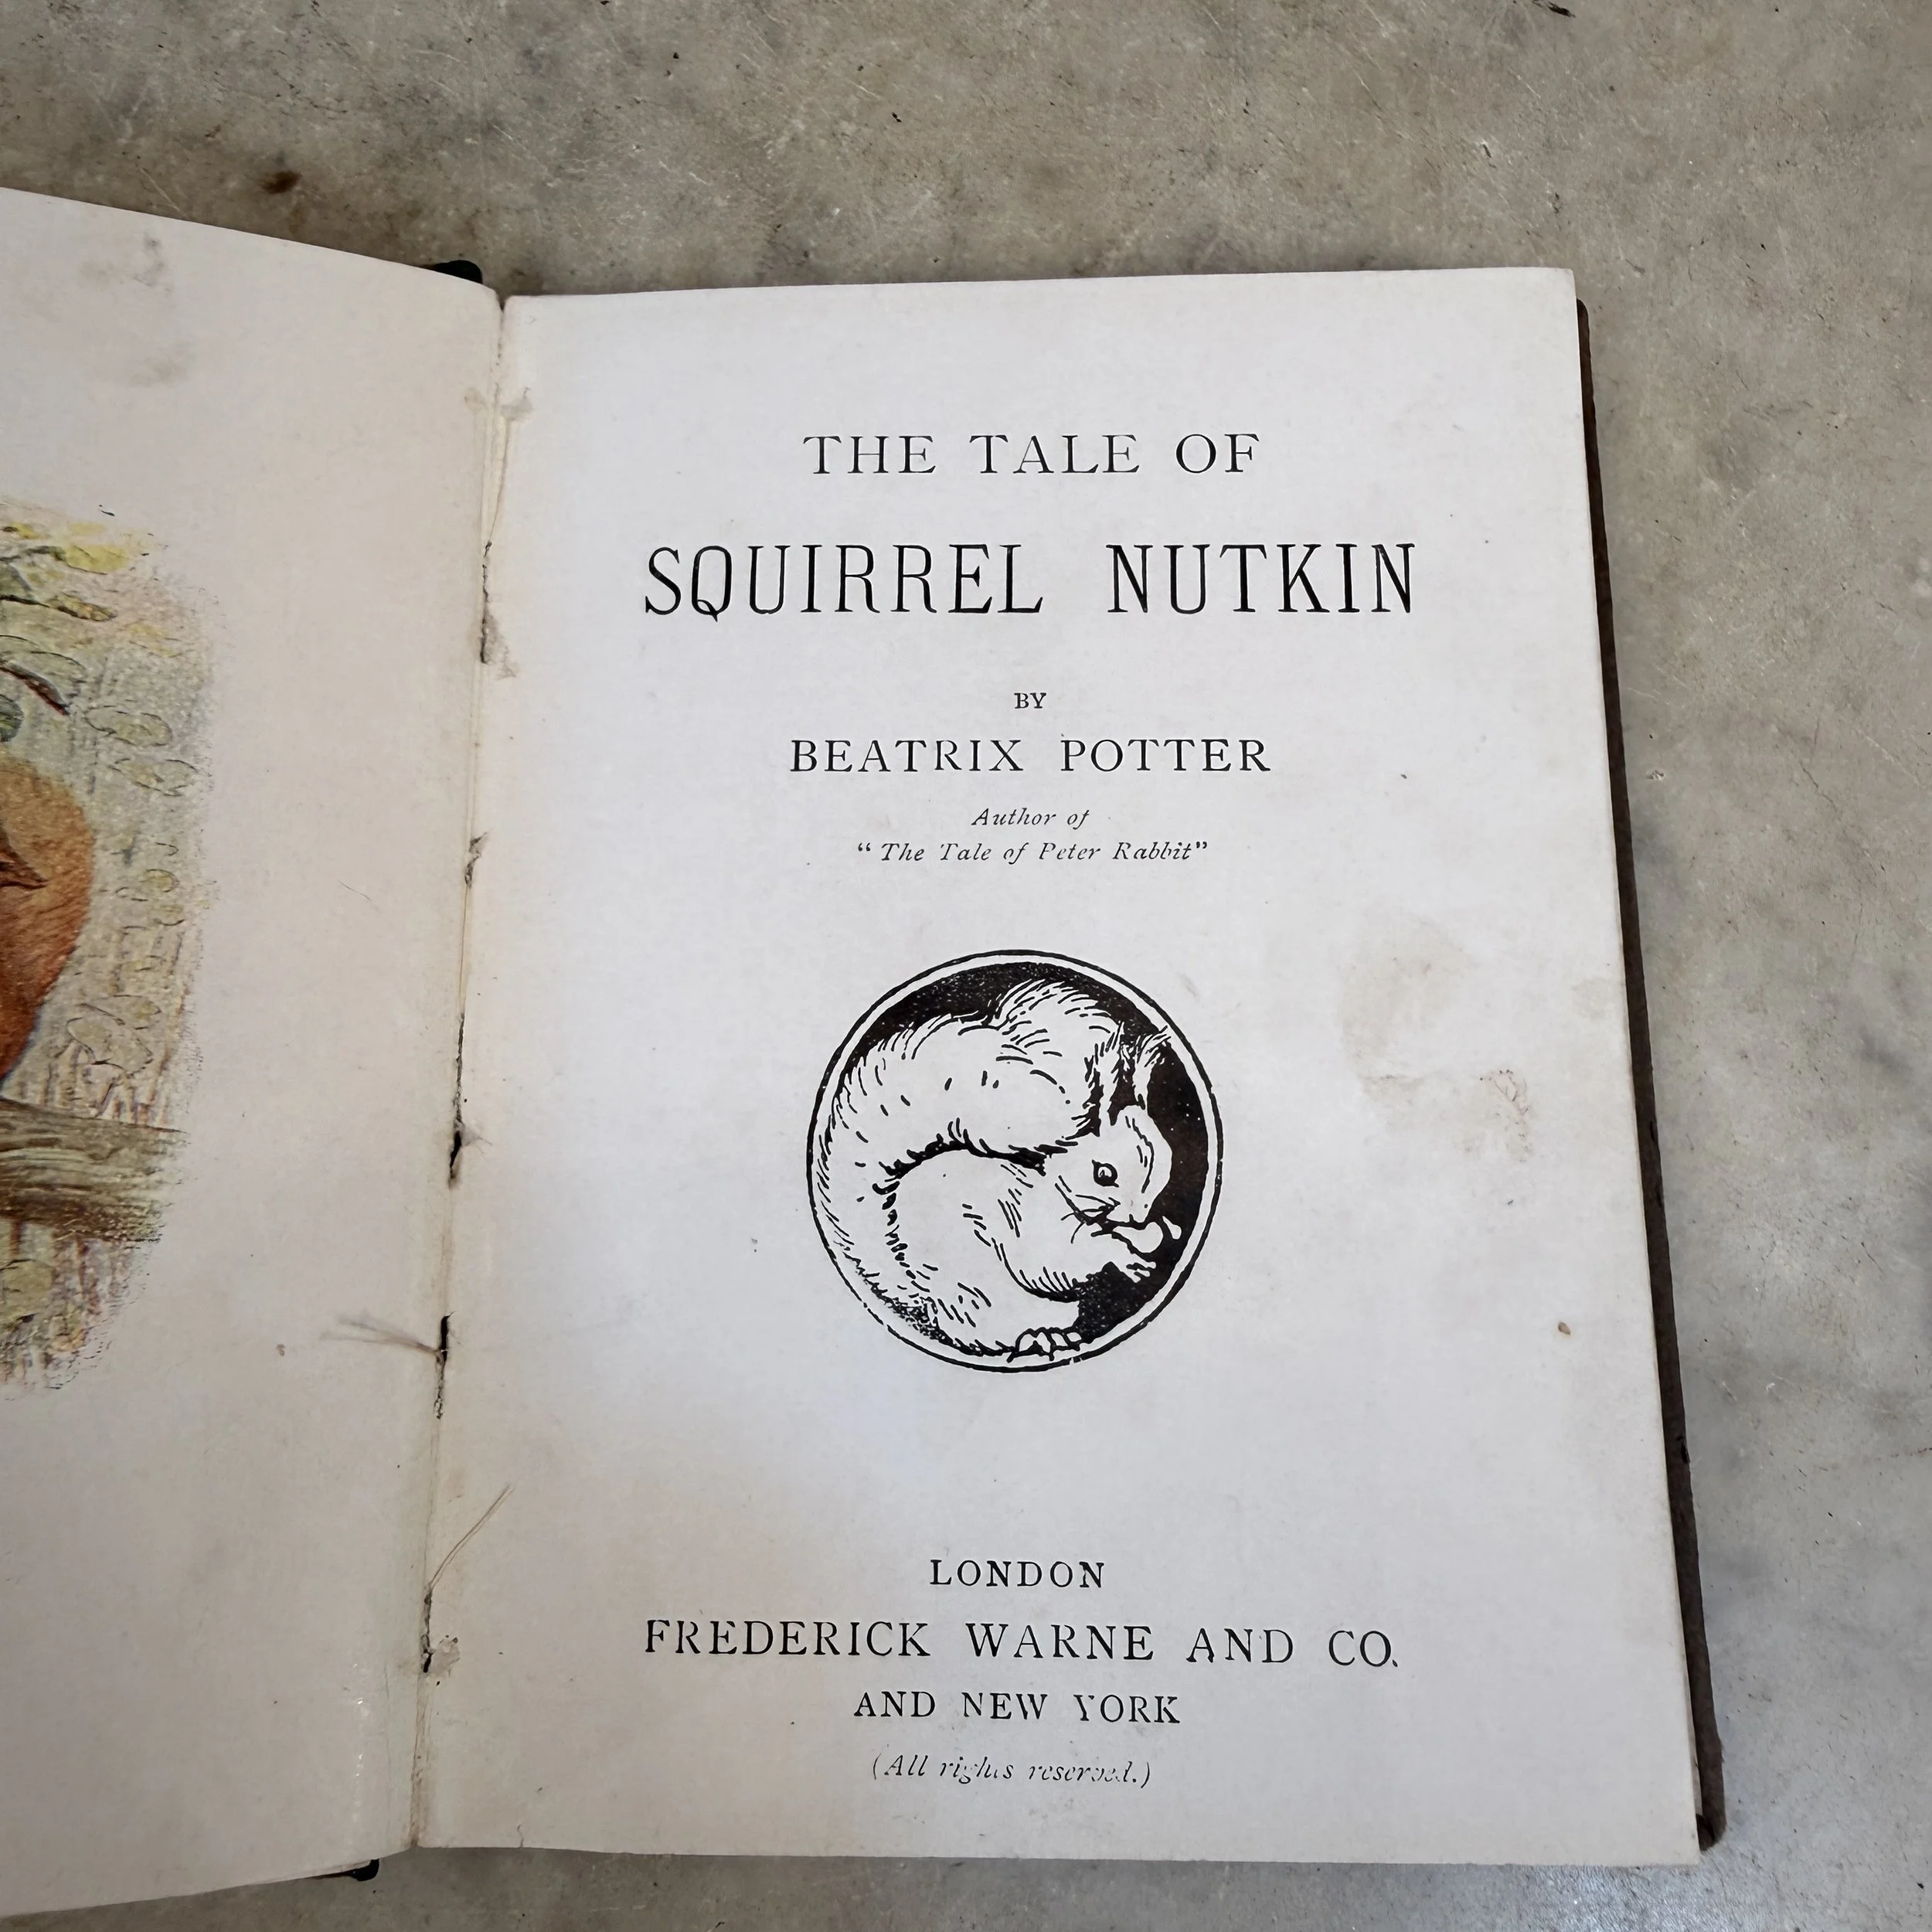 THE TALE OF
SQUIRREL NUTKIN
BY
BEATRIX POTTER
Author of
“The Tale of Peter Rabbit”
LONDON
FREDERICK WARNE AND CO.
AND NEW YORK
(All rights reserved.)